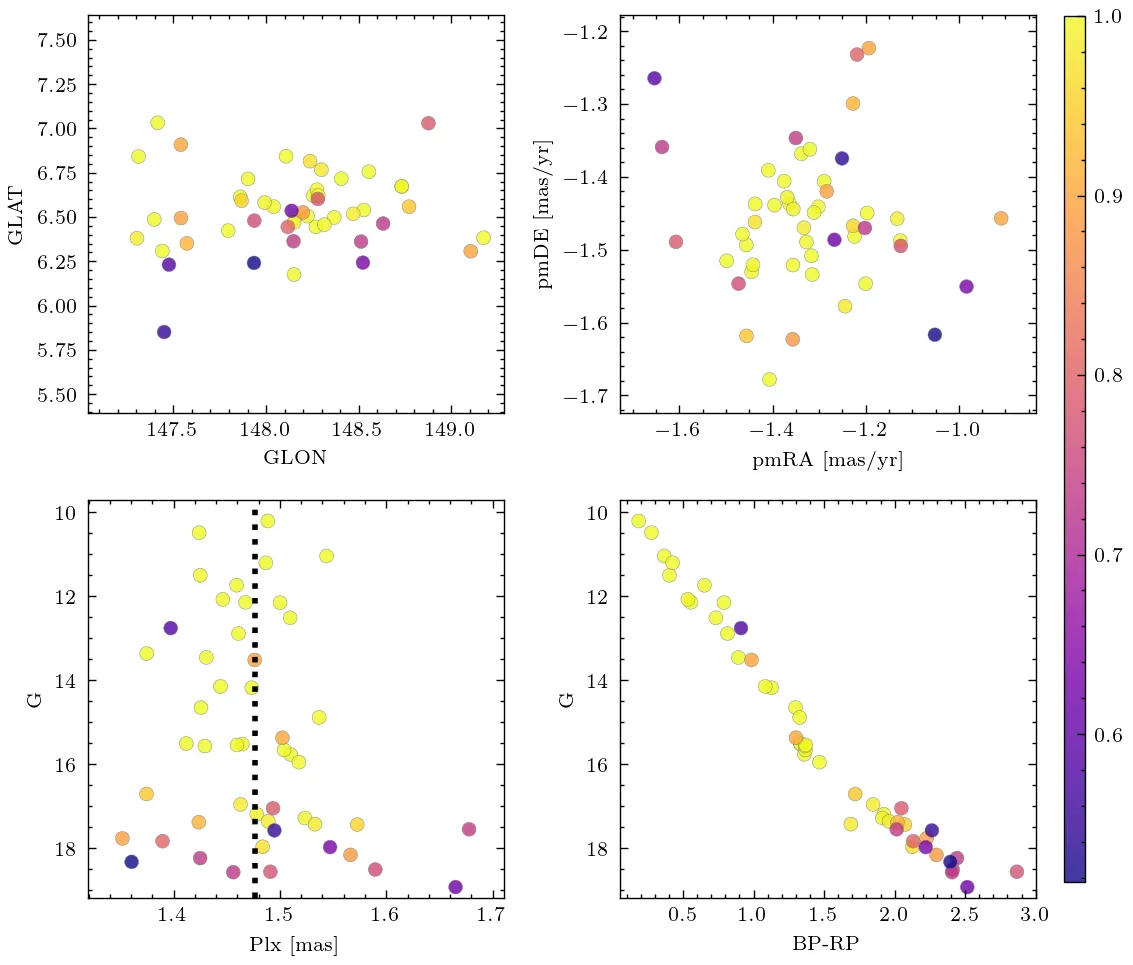 7.50
7.25
7.00
6.75
6.50
6.25
6.00
5.75
5.50
GLAT
147.5 148.0 148.5 149.0
GLON
−1.2
−1.3
−1.4
−1.5
−1.6
−1.7
pmDE [mas/yr]
−1.6 −1.4 −1.2 −1.0
pmRA [mas/yr]
1.0
0.9
0.8
0.7
0.6
10
12
14
16
18
G
1.4 1.5 1.6 1.7
Plx [mas]
10
12
14
16
18
G
0.5 1.0 1.5 2.0 2.5 3.0
BP-RP